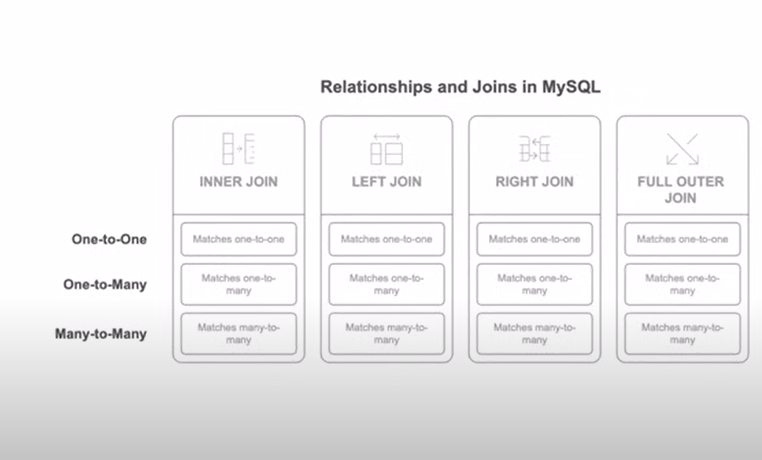 Relationships and Joins in MySQL
INNER JOIN
LEFT JOIN
RIGHT JOIN
FULL OUTER
JOIN
One-to-One
Matches one-to-one
Matches one-to-one
Matches one-to-one
Matches one-to-one
One-to-Many
Matches one-to-
many
Matches one-to-
many
Matches one-to-
many
Matches one-to-
many
Many-to-Many
Matches many-to-
many
Matches many-to-
many
Matches many-to-
many
Matches many-to-
many